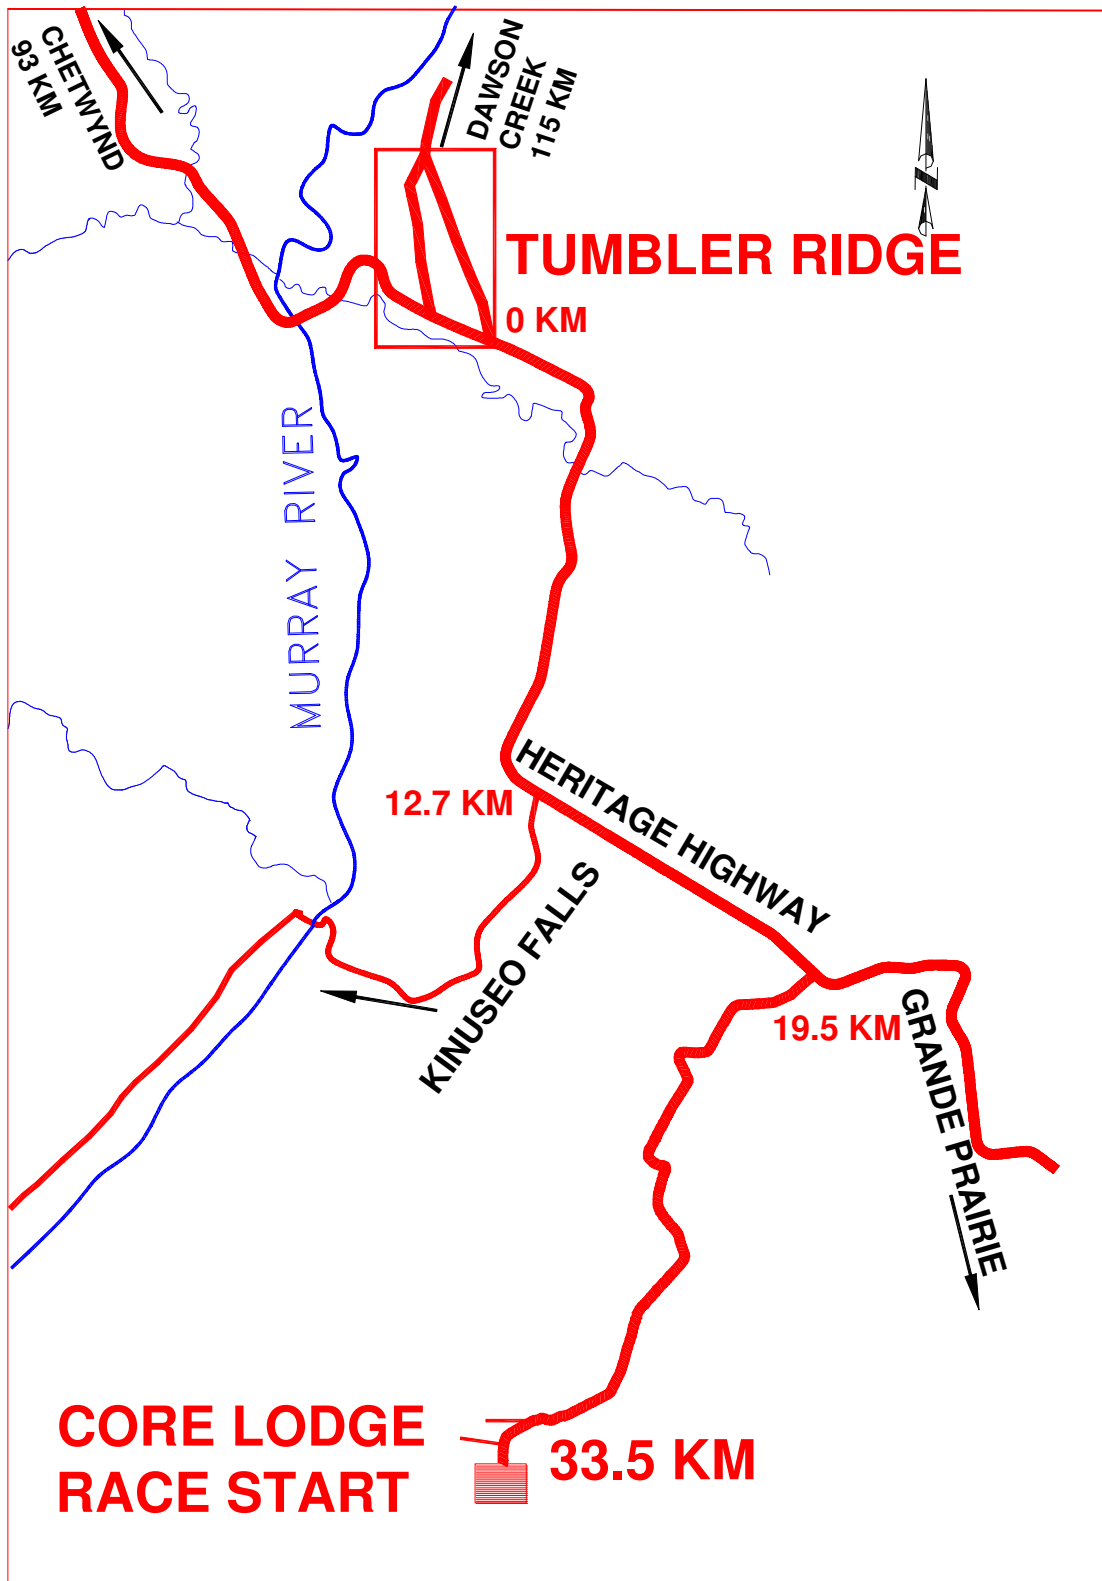 CHETWYND
93 KM
DAWSON
CREEK
115 KM
N
TUMBLER RIDGE
0 KM
MURRAY RIVER
HERITAGE HIGHWAY
12.7 KM
KINUSEO FALLS
19.5 KM
GRANDE PRAIRIE
CORE LODGE
RACE START
33.5 KM